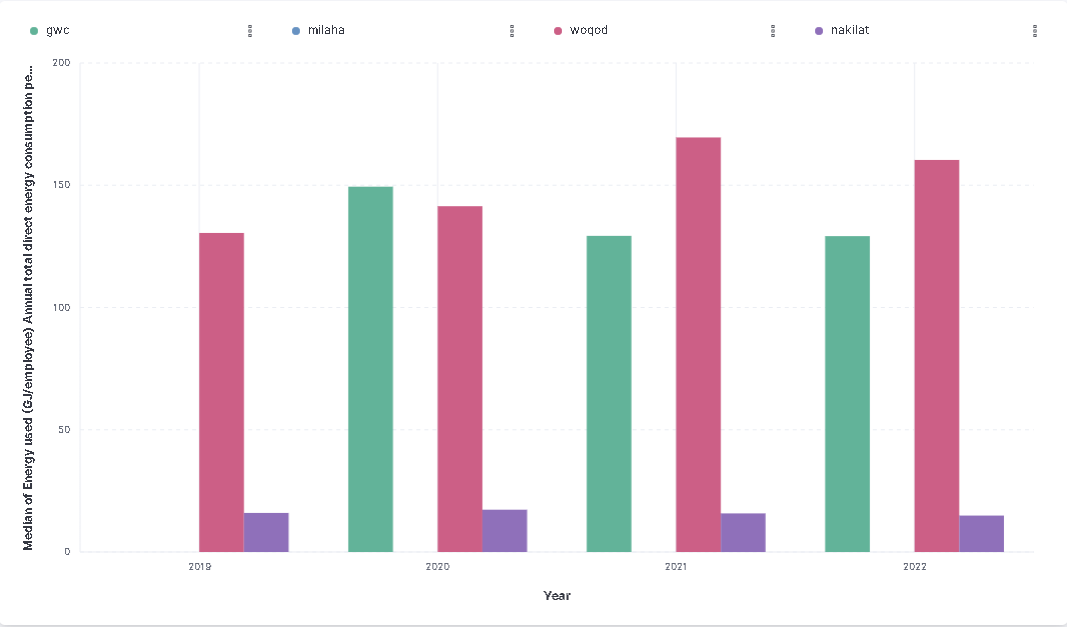 gwc
milaha
woqod
nakilat
Median of Energy used (GJ/employee) Annual total direct energy consumption pe...
200
150
100
50
0
2019
2020
2021
2022
Year